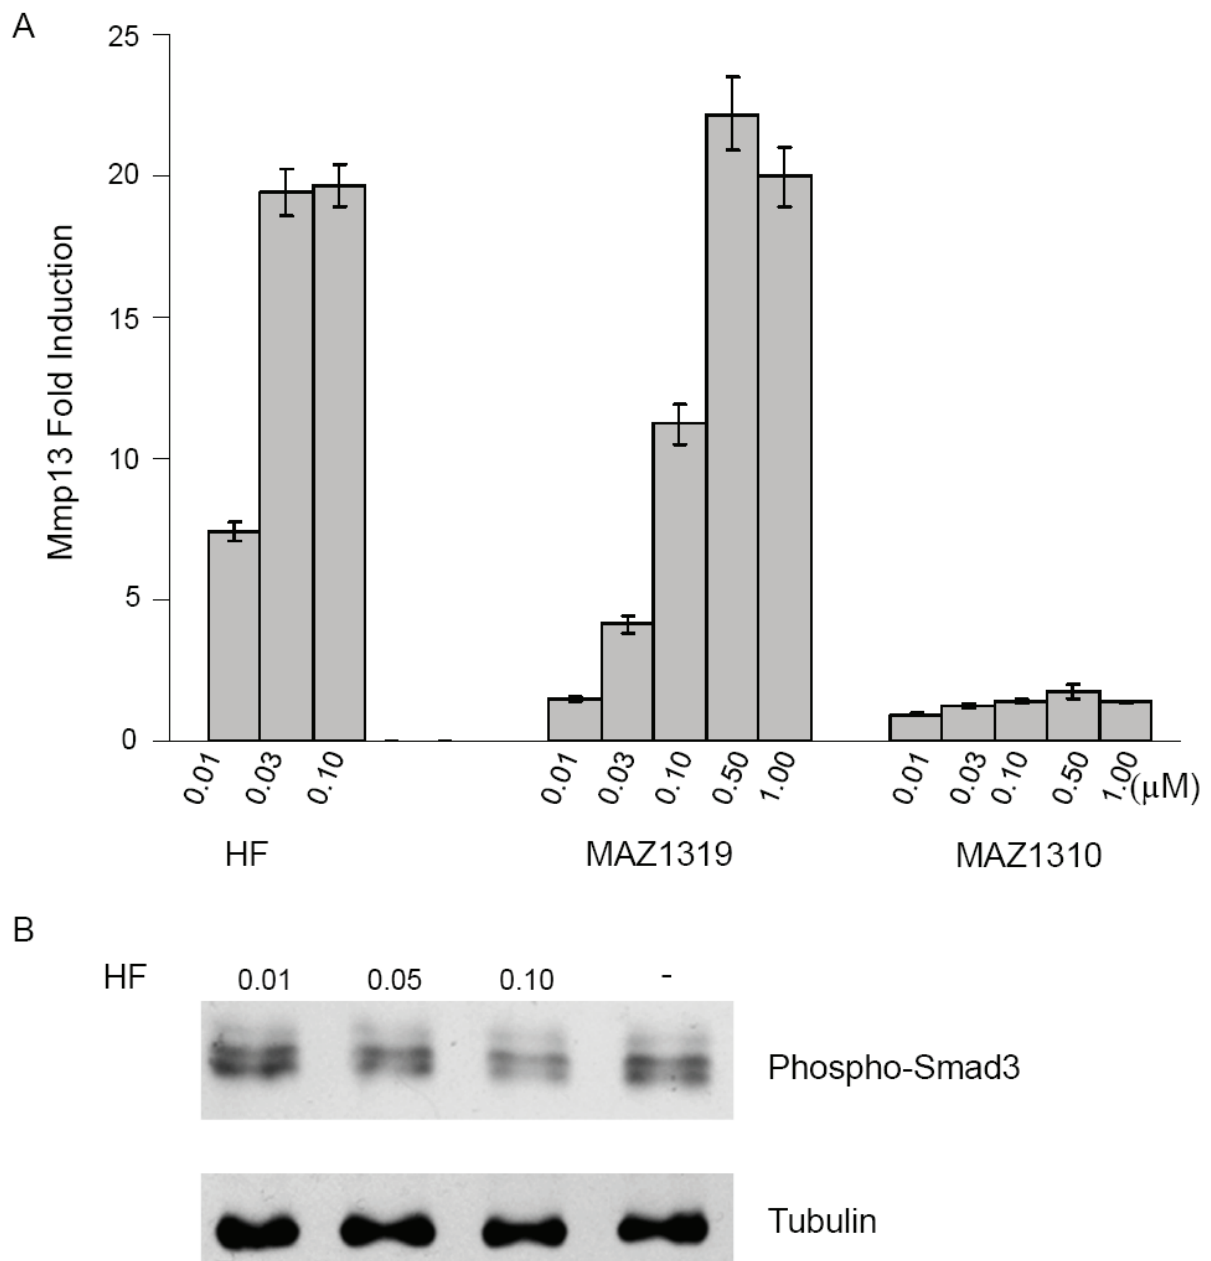 A
25
20
15
10
5
0
Mmp13 Fold Induction
0.01 0.03 0.10 0.01 0.03 0.10 0.50 1.00 0.01 0.03 0.10 0.50 1.00 (μM)
HF MAZ1319 MAZ1310
B
HF 0.01 0.05 0.10 -
Phospho-Smad3
Tubulin